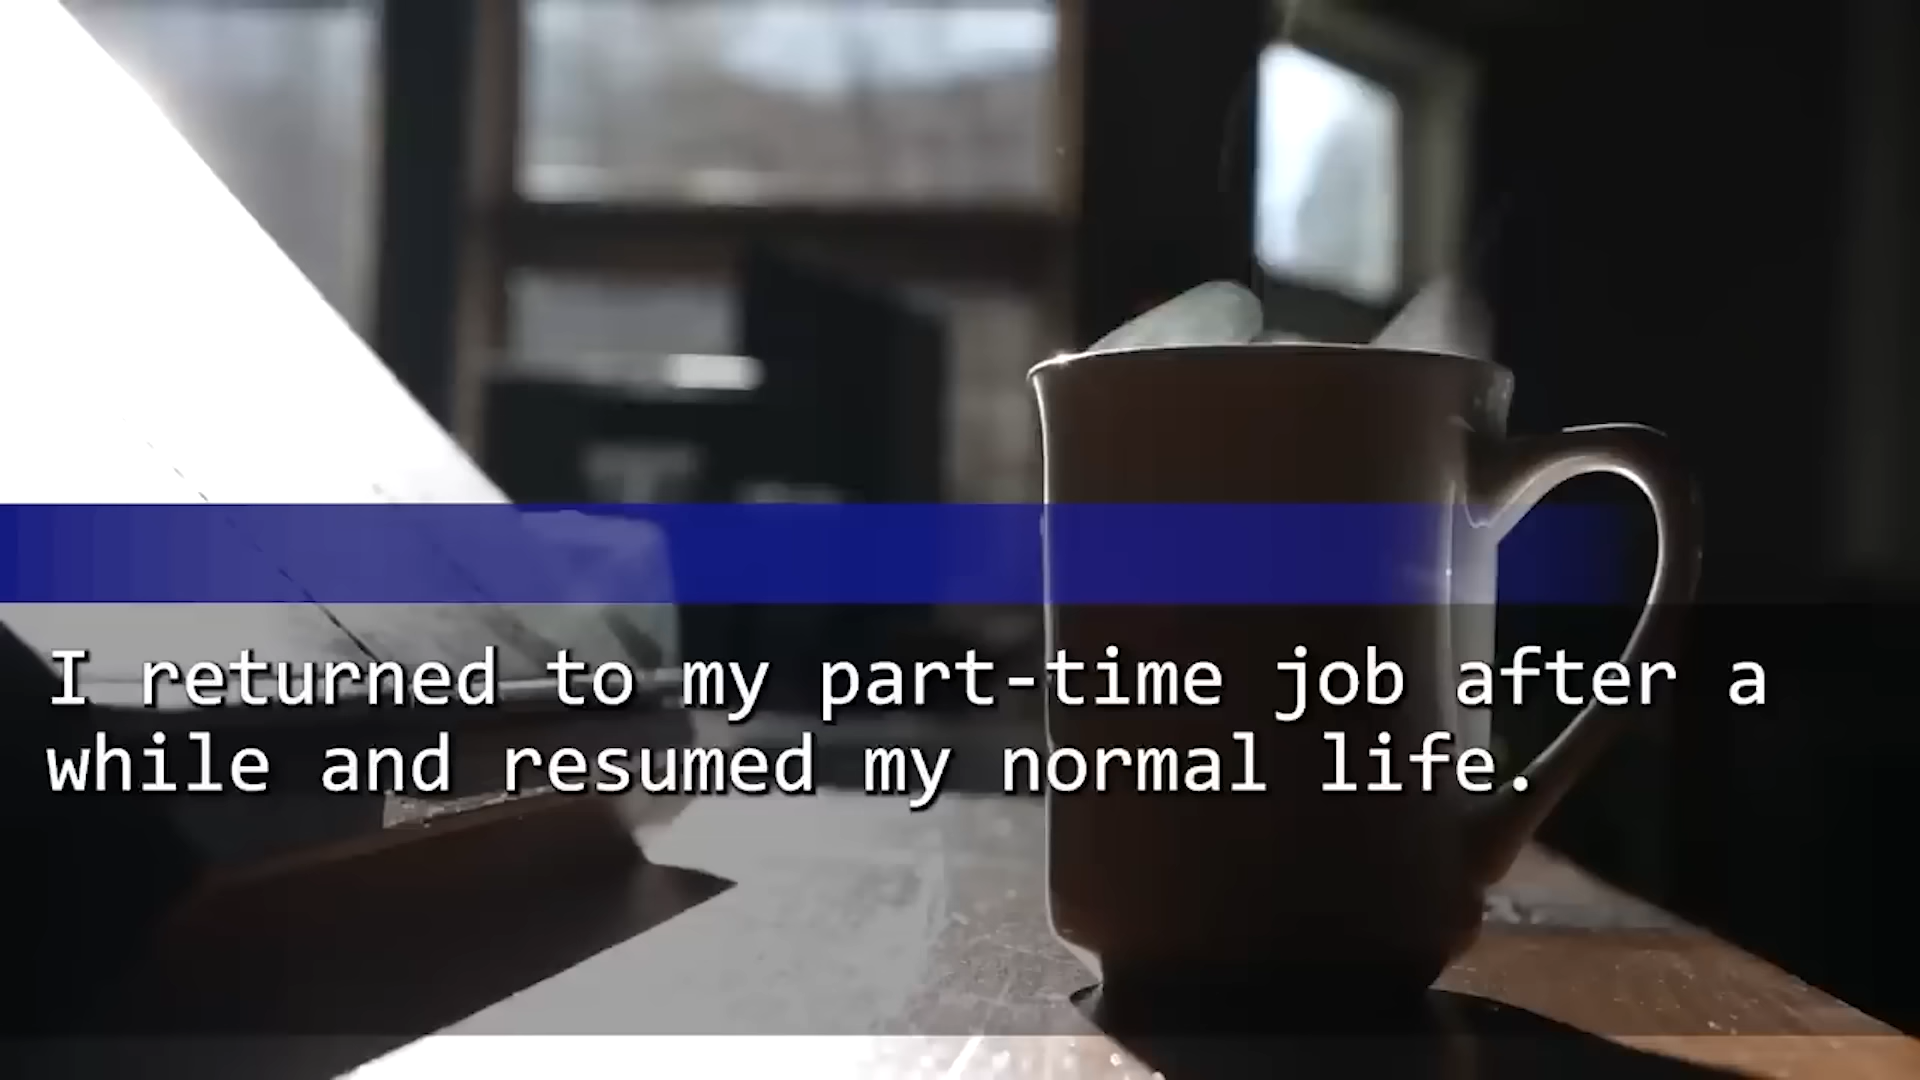 I returned to my part-time job after a
while and resumed my normal life.